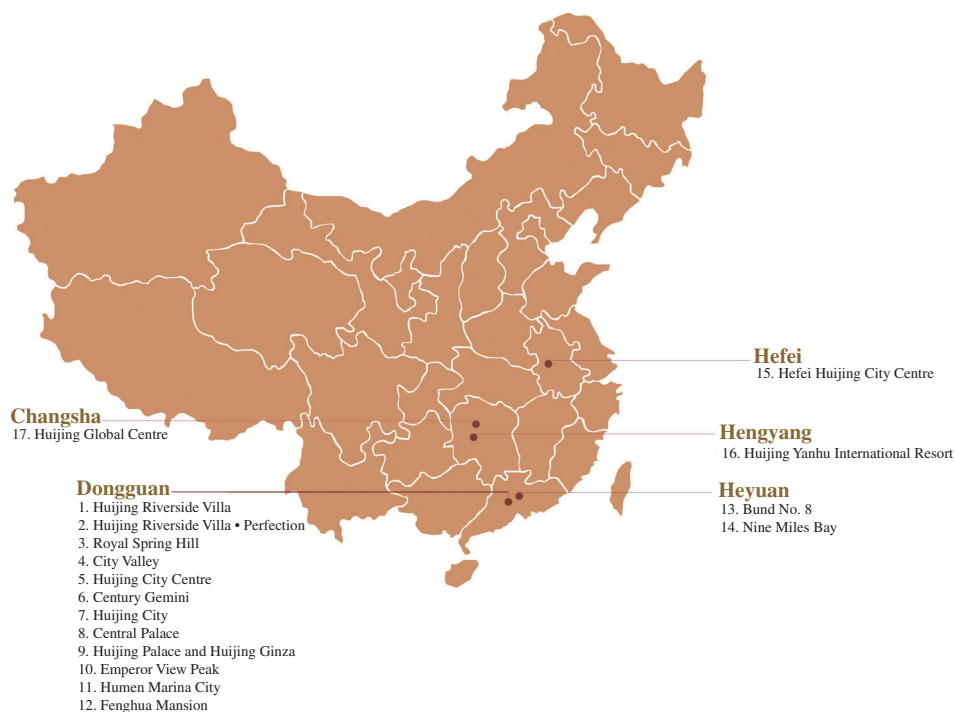 Hefei
15. Hefei Huijing City Centre
Changsha
17. Huijing Global Centre
Hengyang
16. Huijing Yanhu International Resort
Dongguan
1. Huijing Riverside Villa
2. Huijing Riverside Villa • Perfection
3. Royal Spring Hill
4. City Valley
5. Huijing City Centre
6. Century Gemini
7. Huijing City
8. Central Palace
9. Huijing Palace and Huijing Ginza
10. Emperor View Peak
11. Humen Marina City
12. Fenghua Mansion
Heyuan
13. Bund No. 8
14. Nine Miles Bay